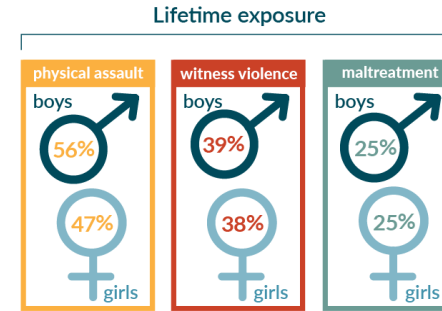 Lifetime exposure
physical assault
boys
56%
47%
girls
witness violence
boys
39%
38%
girls
maltreatment
boys
25%
25%
girls